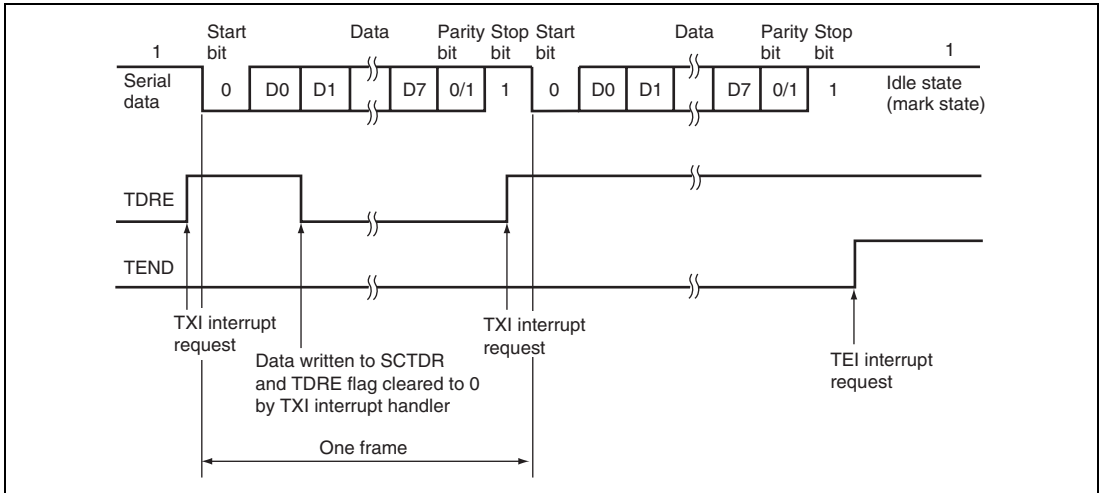 Start bit
Data
Parity bit
Stop bit
Start bit
Data
Parity bit
Stop bit
1
1
Serial data
0
D0
D1
D7
0/1
1
0
D0
D1
D7
0/1
1
Idle state
(mark state)
TDRE
TEND
TXI interrupt
request
Data written to SCTDR
and TDRE flag cleared to 0
by TXI interrupt handler
TXI interrupt
request
TEI interrupt
request
One frame